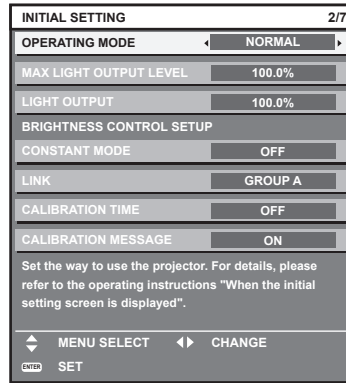 INITIAL SETTING 2/7
OPERATING MODE NORMAL
MAX LIGHT OUTPUT LEVEL 100.0%
LIGHT OUTPUT 100.0%
BRIGHTNESS CONTROL SETUP
CONSTANT MODE OFF
LINK GROUP A
CALIBRATION TIME OFF
CALIBRATION MESSAGE ON
Set the way to use the projector. For details, please
refer to the operating instructions "When the initial
setting screen is displayed".
MENU SELECT CHANGE
ENTER SET